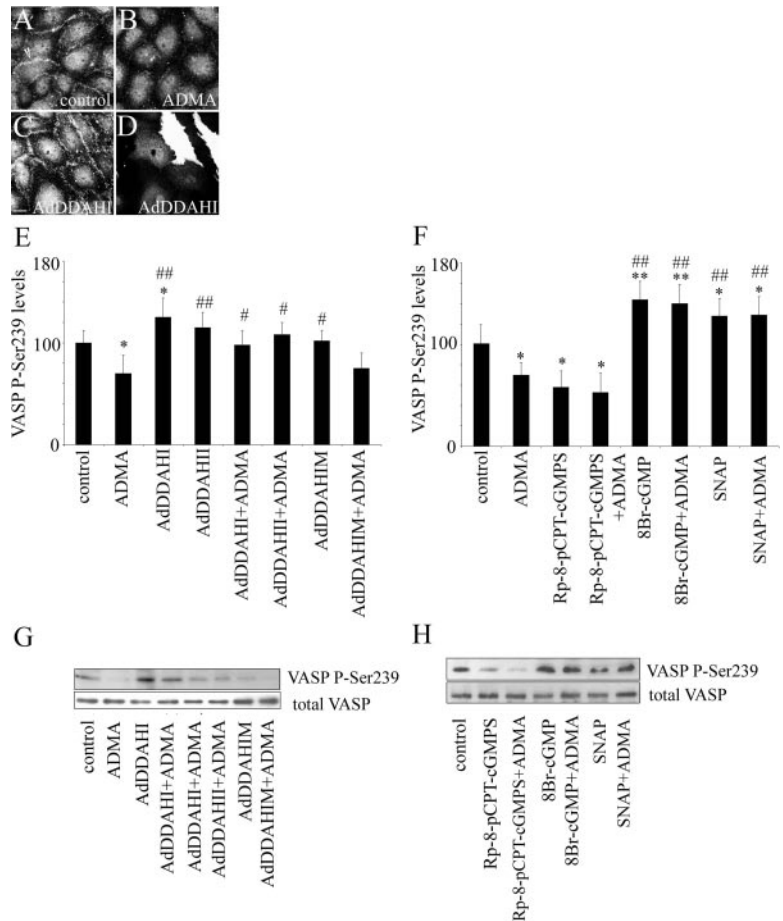 A
B
control
ADMA
C
D
AdDDAHI
AdDDAHI
E
F
VASP P-Ser239 levels
180
100
0
*
##
*
##
#
#
#
control
ADMA
AdDDAHI
AdDDAHII
AdDDAHI+ADMA
AdDDAHII+ADMA
AdDDAHIM
AdDDAHIM+ADMA
VASP P-Ser239 levels
180
100
0
*
*
*
##
**
##
**
##
*
##
*
control
ADMA
Rp-8-pCPT-cGMPS
Rp-8-pCPT-cGMPS
+ADMA
8Br-cGMP
8Br-cGMP+ADMA
SNAP
SNAP+ADMA
G
VASP P-Ser239
total VASP
control
ADMA
AdDDAHI
AdDDAHI+ADMA
AdDDAHI+ADMA
AdDDAHII+ADMA
AdDDAHIM
AdDDAHIM+ADMA
H
VASP P-Ser239
total VASP
control
Rp-8-pCPT-cGMPS
Rp-8-pCPT-cGMPS+ADMA
8Br-cGMP
8Br-cGMP+ADMA
SNAP
SNAP+ADMA